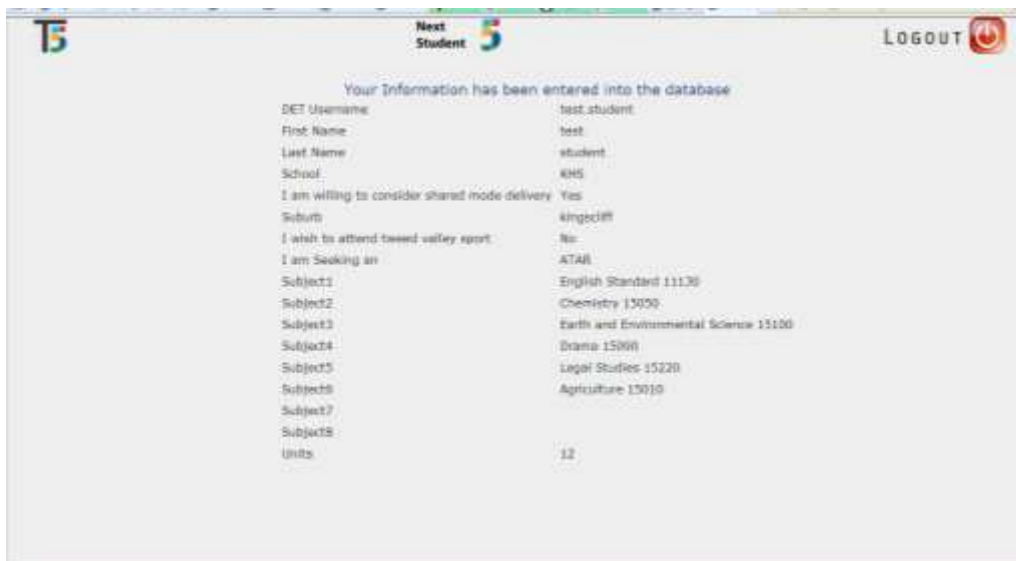 T5
Next
Student 5
LOGOUT
Your Information has been entered into the database
DET Username test.student
First Name test
Last Name student
School KHS
I am willing to consider shared mode delivery Yes
Suburb kingscliff
I wish to attend tweed valley sport No
I am Seeking an ATAR
Subject1 English Standard 11130
Subject2 Chemistry 15050
Subject3 Earth and Environmental Science 15100
Subject4 Drama 15090
Subject5 Legal Studies 15220
Subject6 Agriculture 15010
Subject7
Subject8
Units 12